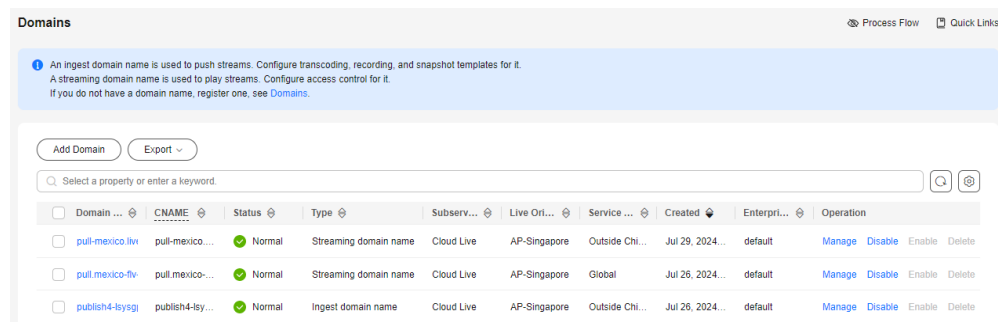 Domains
Process Flow Quick Links
An ingest domain name is used to push streams. Configure transcoding, recording, and snapshot templates for it.
A streaming domain name is used to play streams. Configure access control for it.
If you do not have a domain name, register one, see Domains.
Add Domain Export
Select a property or enter a keyword.
Domain ... CNAME Status Type Subserv... Live Ori... Service ... Created Enterpri... Operation
pull-mexico.live pull-mexico.... Normal Streaming domain name Cloud Live AP-Singapore Outside Chi... Jul 29, 2024... default Manage Disable Enable Delete
pull.mexico-flv- pull.mexico-... Normal Streaming domain name Cloud Live AP-Singapore Global Jul 26, 2024... default Manage Disable Enable Delete
publish4-lsysgp publish4-lsy... Normal Ingest domain name Cloud Live AP-Singapore Outside Chi... Jul 26, 2024... default Manage Disable Enable Delete